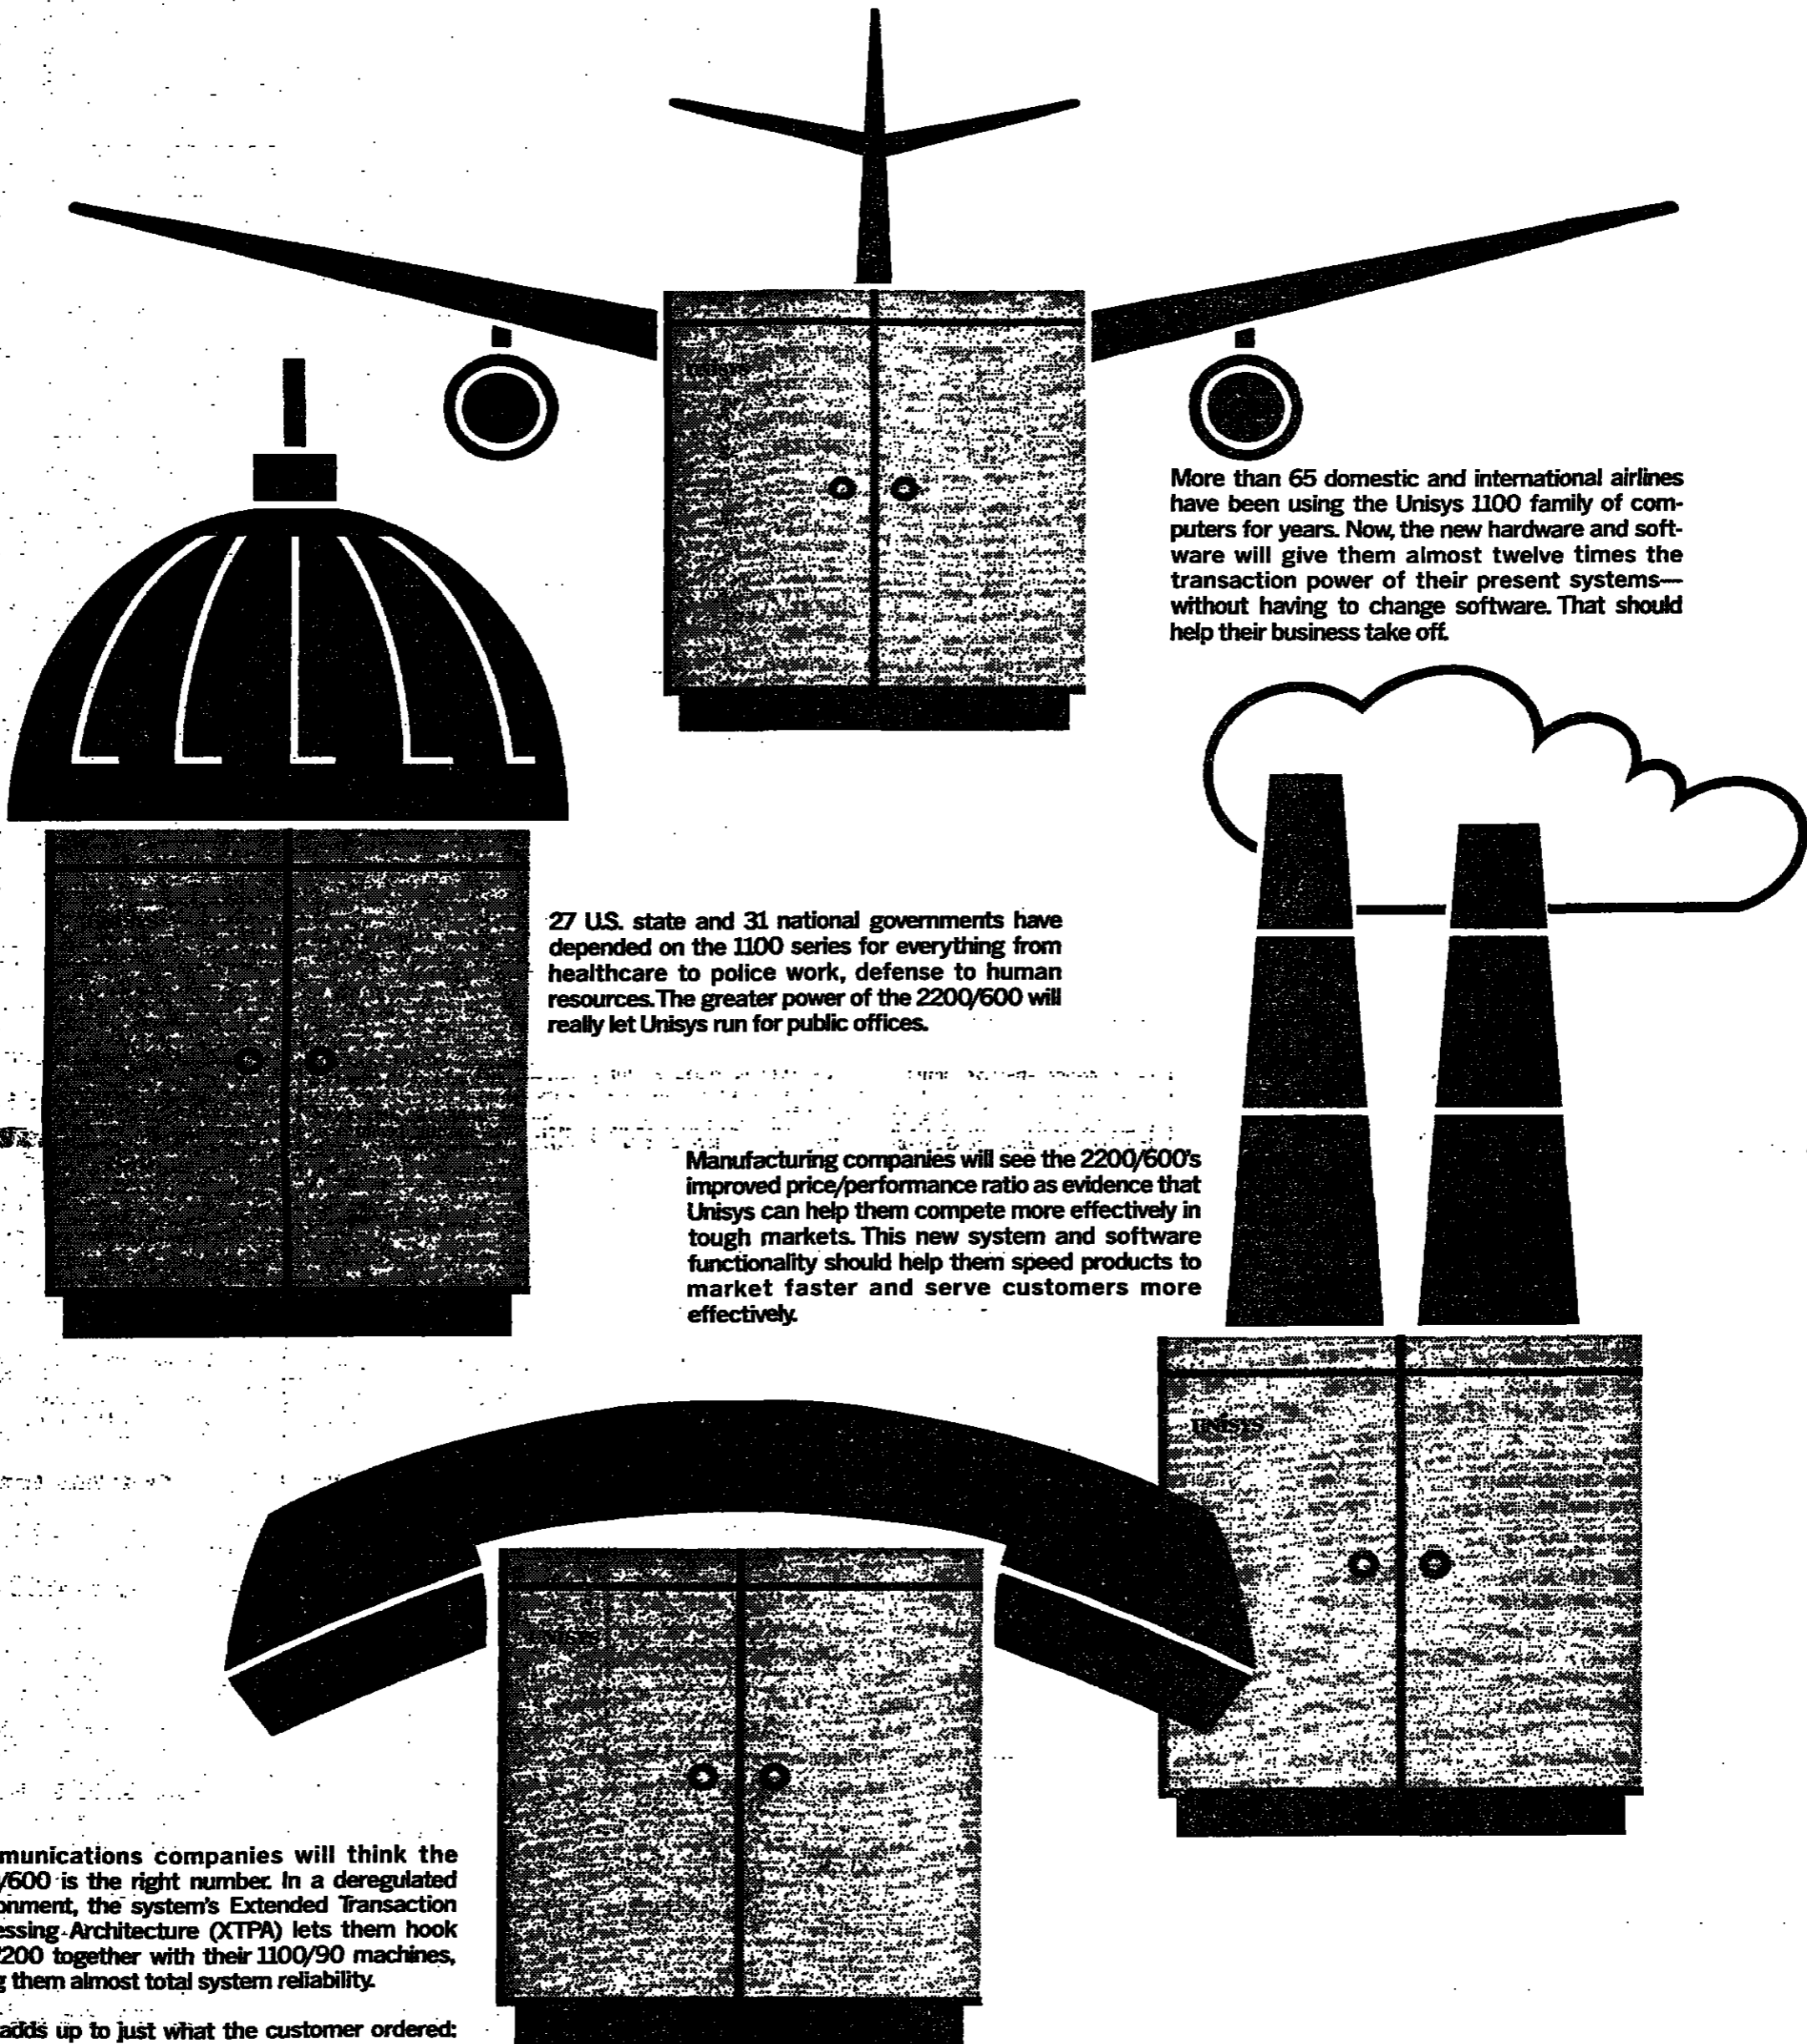 unisys
More than 65 domestic and international airlines
have been using the Unisys 1100 family of com-
puters for years. Now, the new hardware and soft-
ware will give them almost twelve times the
transaction power of their present systems—
without having to change software. That should
help their business take off.
27 U.S. state and 31 national governments have
depended on the 1100 series for everything from
healthcare to police work, defense to human
resources. The greater power of the 2200/600 will
really let Unisys run for public offices.
Manufacturing companies will see the 2200/600's
improved price/performance ratio as evidence that
Unisys can help them compete more effectively in
tough markets. This new system and software
functionality should help them speed products to
market faster and serve customers more
effectively.
unisys
unisys
munications companies will think the
/600 is the right number. In a deregulated
onment, the system's Extended Transaction
essing Architecture (XTPA) lets them hook
200 together with their 1100/90 machines,
g them almost total system reliability.
adds up to just what the customer ordered: